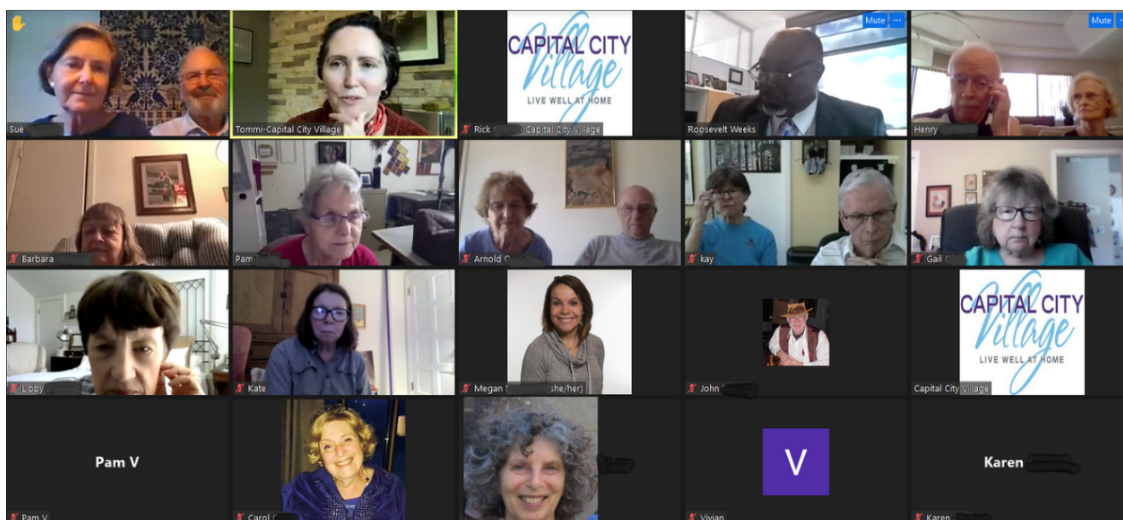 Sue
Tommi-Capital City Village
CAPITAL CITY
Village
LIVE WELL AT HOME
Rick Capital City Village
Mute ...
Roosevelt Weeks
Mute
Henry
Barbara
Pam
Arnold
kay
Gail
Libby
Kate
Megan she/her)
John
CAPITAL CITY
Village
LIVE WELL AT HOME
Capital City Village
Pam V
Pam V
Carol
V
Vivian
Karen
Karen